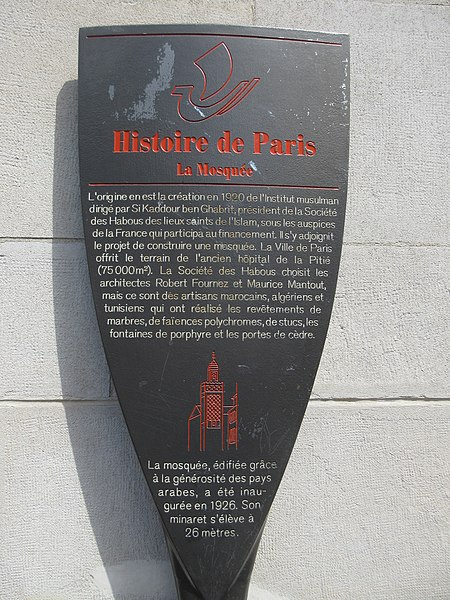 Histoire de Paris
La Mosquée
L'origine en est la création en 1920 de l'Institut musulman
dirigé par Si Kaddour ben Ghabrit, président de la Société
des Habous des lieux saints de l'Islam, sous les auspices
de la France qui participa au financement. Il s'y adjoignit
le projet de construire une mosquée. La Ville de Paris
offrit le terrain de l'ancien hôpital de la Pitié
(75000m²). La Société des Habous choisit les
architectes Robert Fournez et Maurice Mantout,
mais ce sont des artisans marocains, algériens et
tunisiens qui ont réalisé les revêtements de
marbres, de faïences polychromes, de stucs, les
fontaines de porphyre et les portes de cèdre.
La mosquée, édifiée grâce
à la générosité des pays
arabes, a été inau-
gurée en 1926. Son
minaret s'élève à
26 mètres.